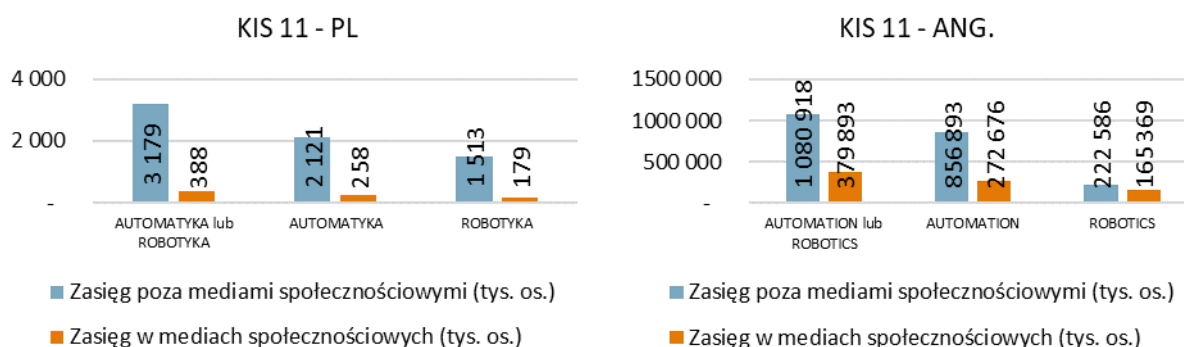 KIS 11 - PL
4 000
2 000
-
3 179
388
2 121
258
1 513
179
AUTOMATYKA lub
ROBOTYKA
AUTOMATYKA
ROBOTYKA
Zasięg poza mediami społecznościowymi (tys. os.)
Zasięg w mediach społecznościowych (tys. os.)
KIS 11 - ANG.
1500 000
1000 000
500 000
-
1 080 918
379 893
856 893
272 676
222 586
165 369
AUTOMATION lub
ROBOTICS
AUTOMATION
ROBOTICS
Zasięg poza mediami społecznościowymi (tys. os.)
Zasięg w mediach społecznościowych (tys. os.)